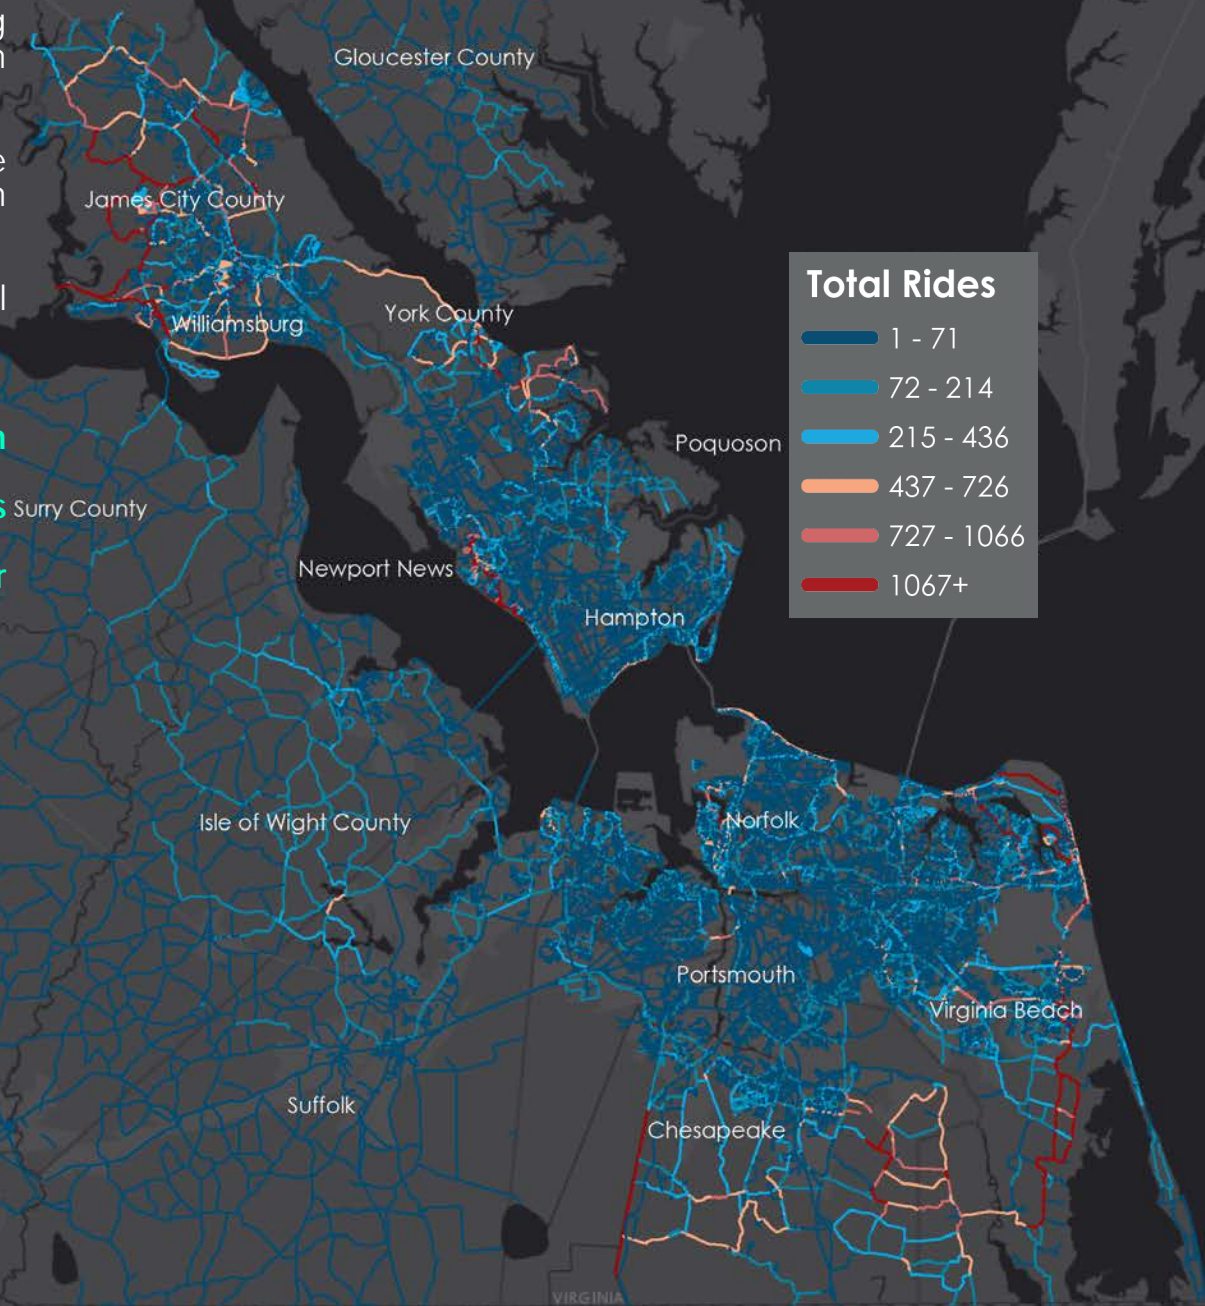 Gloucester County
James City County
York County
Williamsburg
Total Rides
1 - 71
72 - 214
215 - 436
437 - 726
727 - 1066
1067+
Poquoson
Surry County
Newport News
Hampton
Norfolk
Isle of Wight County
Portsmouth
Virginia Beach
Suffolk
Chesapeake
VIRGINIA